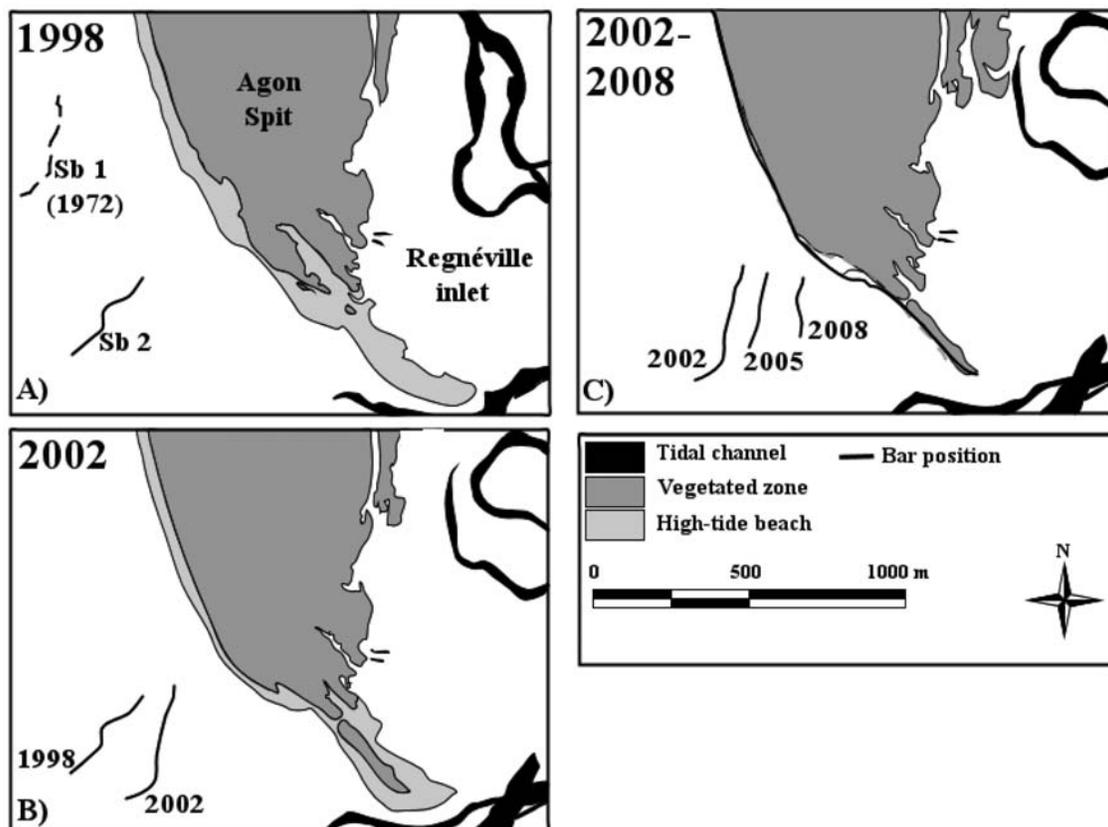 1998
Agon
Spit
Sb 1
(1972)
Regnéville
inlet
Sb 2
A)
2002
1998
2002
B)
2002-
2008
2008
2002
2005
C)
Tidal channel
Bar position
Vegetated zone
High-tide beach
N
0 500 1000 m